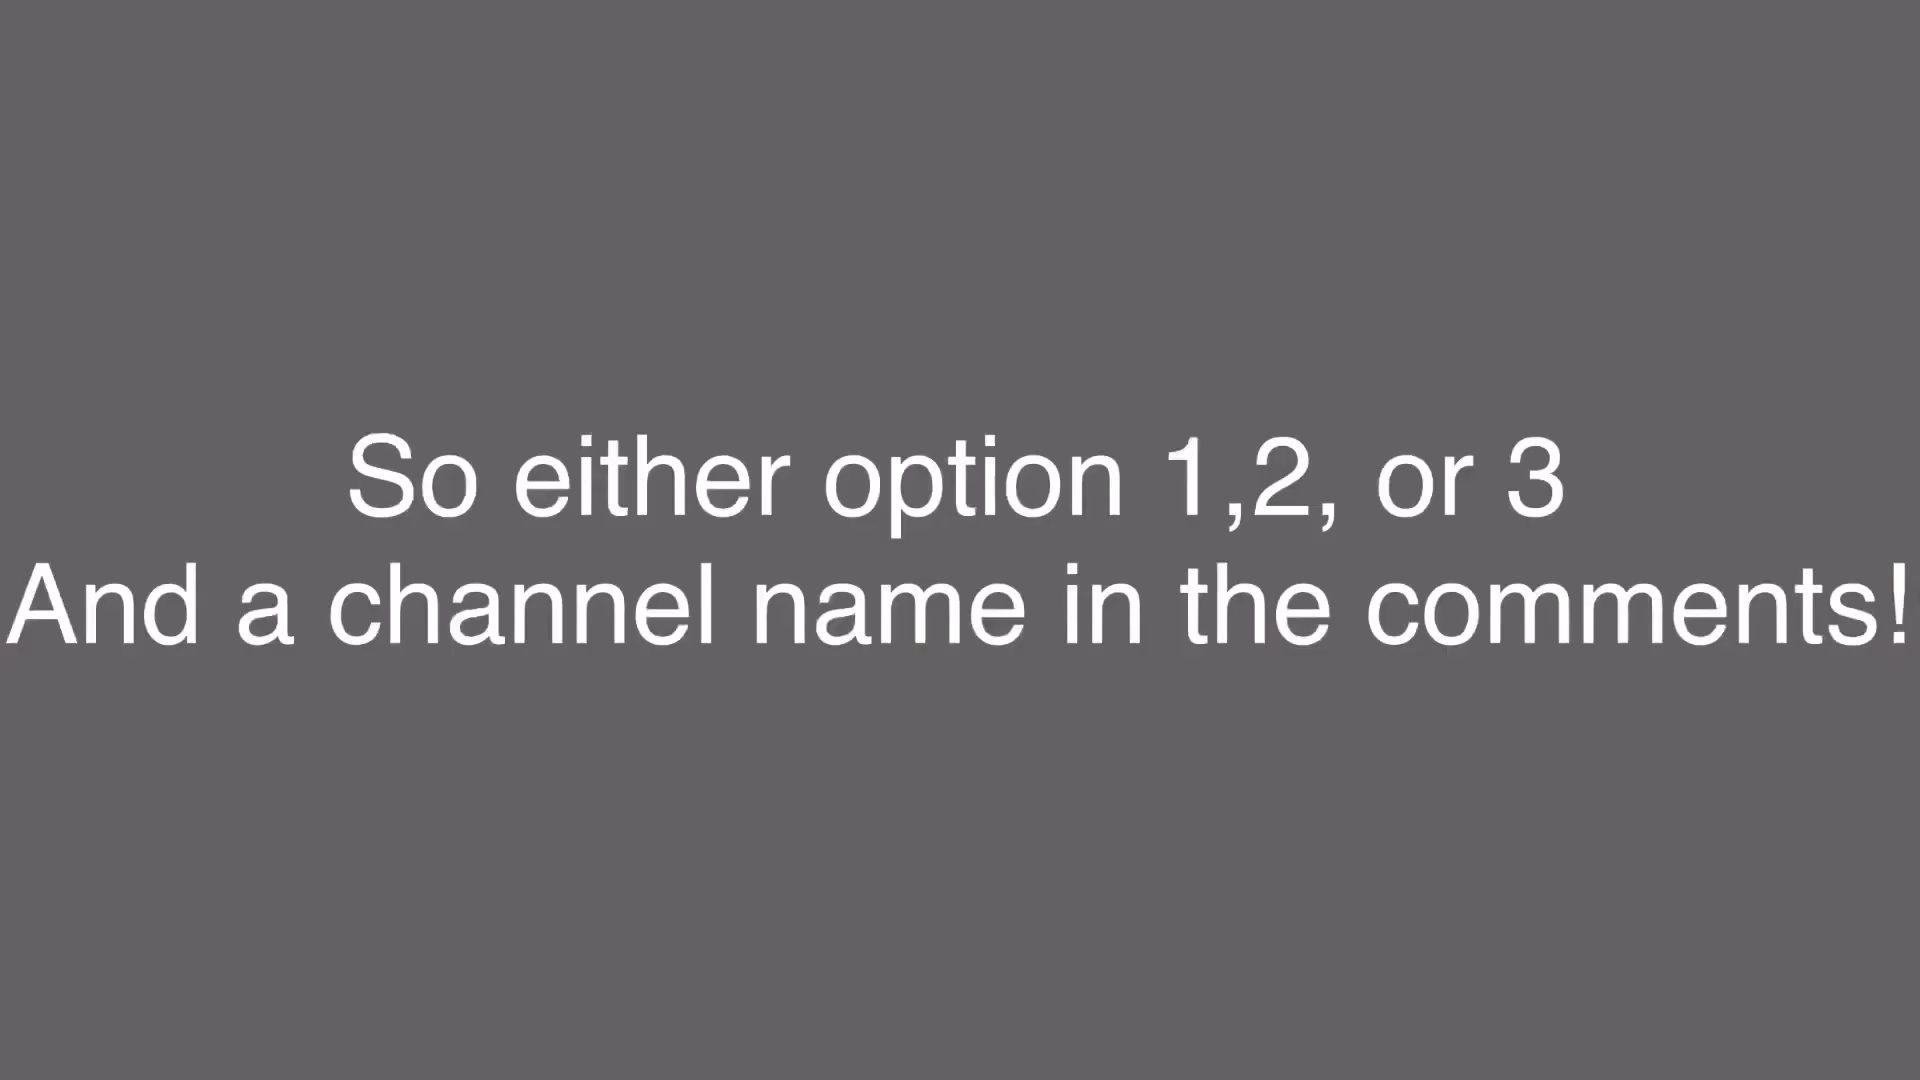 So either option 1,2, or 3
And a channel name in the comments!